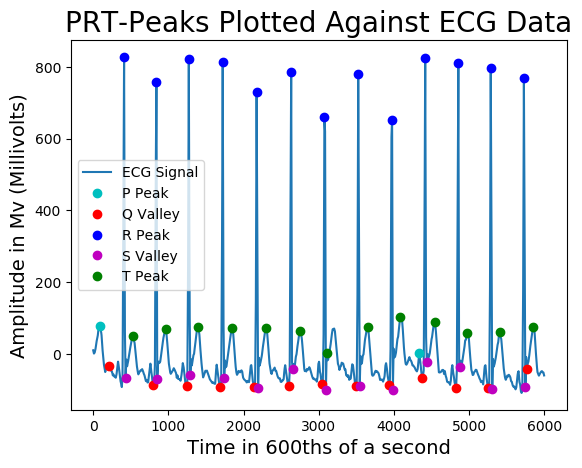 PRT-Peaks Plotted Against ECG Data
Amplitude in Mv (Millivolts)
800
600
400
200
0
ECG Signal
P Peak
Q Valley
R Peak
S Valley
T Peak
0 1000 2000 3000 4000 5000 6000
Time in 600ths of a second